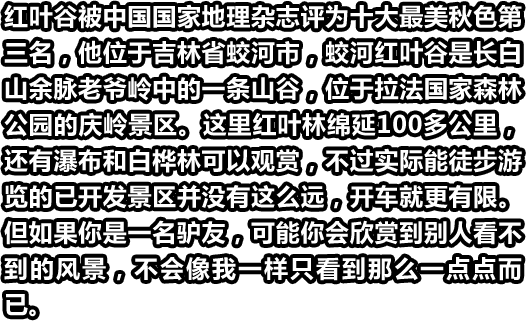 红叶谷被中国国家地理杂志评为十大最美秋色第
三名，他位于吉林省蛟河市，蛟河红叶谷是长白
山余脉老爷岭中的一条山谷，位于拉法国家森林
公园的庆岭景区。这里红叶林绵延100多公里，
还有瀑布和白桦林可以观赏，不过实际能徒步游
览的已开发景区并没有这么远，开车就更有限。
但如果你是一名驴友，可能你会欣赏到别人看不
到的风景，不会像我一样只看到那么一点点而
已。